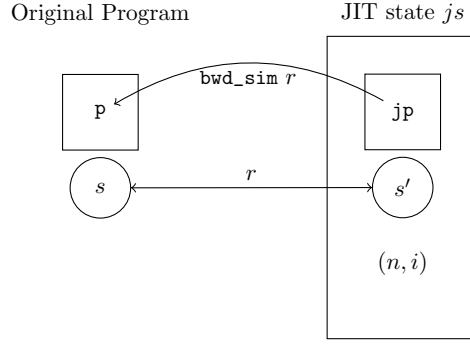 Original Program
JIT state js
bwd_sim r
p
jp
r
s
s′
(n, i)